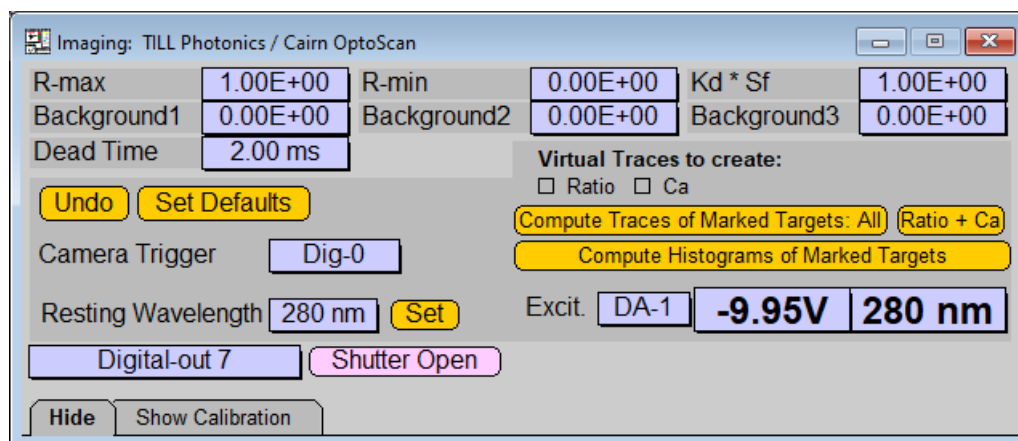 Imaging: TILL Photonics / Cairn OptoScan
R-max 1.00E+00 R-min 0.00E+00 Kd * Sf 1.00E+00
Background1 0.00E+00 Background2 0.00E+00 Background3 0.00E+00
Dead Time 2.00 ms
Virtual Traces to create:
Ratio Ca
Undo Set Defaults
Compute Traces of Marked Targets: All Ratio + Ca
Camera Trigger Dig-0
Compute Histograms of Marked Targets
Resting Wavelength 280 nm Set
Excit. DA-1 -9.95V 280 nm
Digital-out 7 Shutter Open
Hide Show Calibration